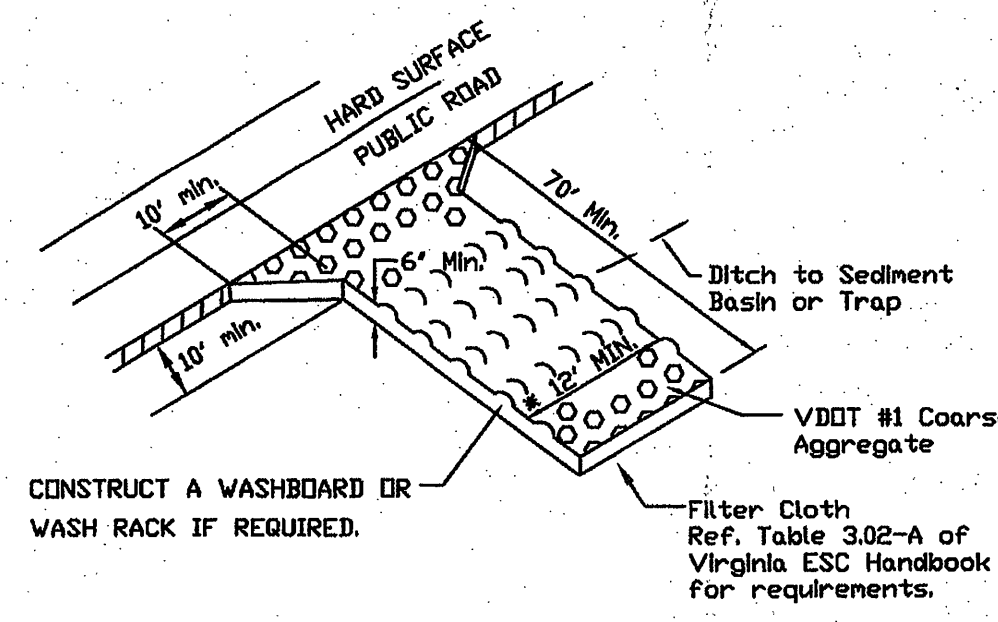 HARD SURFACE
PUBLIC ROAD
10' min.
70' Min.
6" Min.
Ditch to Sediment
Basin or Trap
10' min.
* 12' MIN.
VDOT #1 Coars
Aggregate
CONSTRUCT A WASHBOARD OR
WASH RACK IF REQUIRED.
Filter Cloth
Ref. Table 3.02-A of
Virginia ESC Handbook
for requirements.